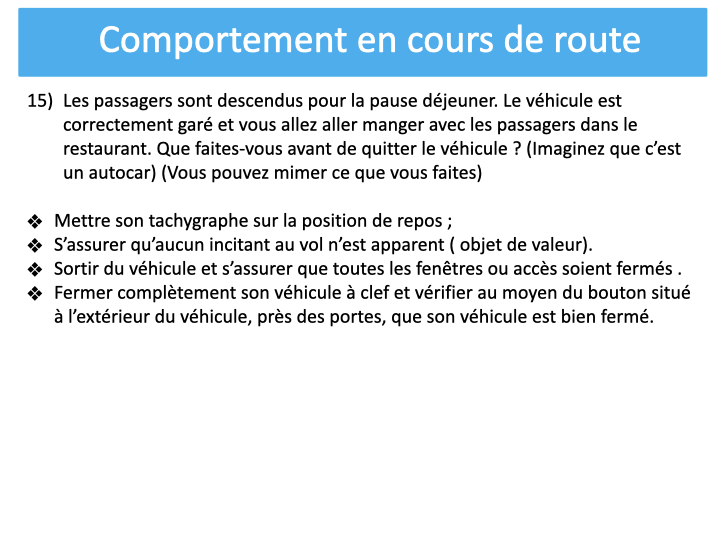 Comportement en cours de route
15) Les passagers sont descendus pour la pause déjeuner. Le véhicule est
correctement garé et vous allez aller manger avec les passagers dans le
restaurant. Que faites-vous avant de quitter le véhicule ? (Imaginez que c’est
un autocar) (Vous pouvez mimer ce que vous faites)
❖ Mettre son tachygraphe sur la position de repos ;
❖ S’assurer qu’aucun incitant au vol n’est apparent ( objet de valeur).
❖ Sortir du véhicule et s’assurer que toutes les fenêtres ou accès soient fermés .
❖ Fermer complètement son véhicule à clef et vérifier au moyen du bouton situé
à l’extérieur du véhicule, près des portes, que son véhicule est bien fermé.